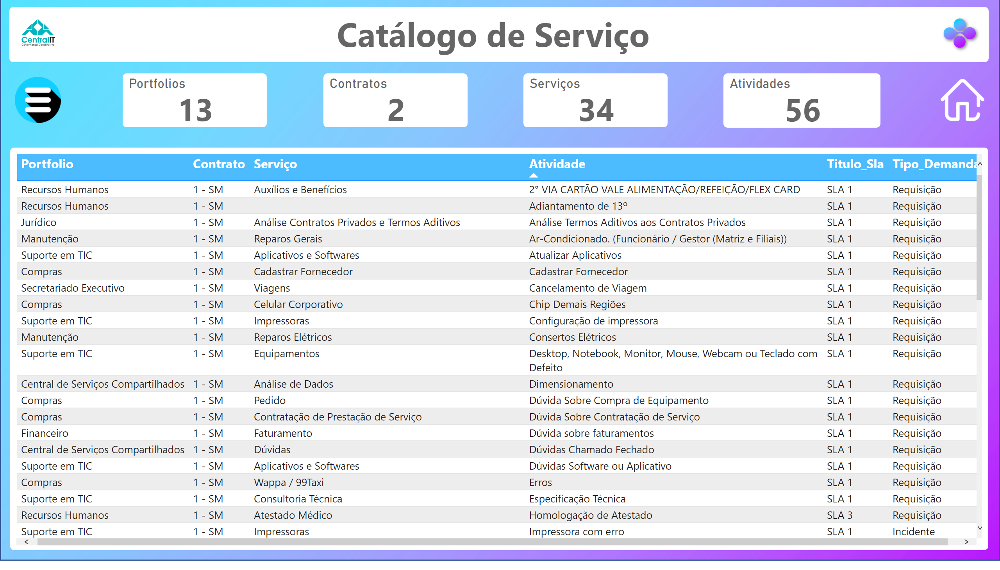 CentralIT
Governança Corporativa
Catálogo de Serviço
Portfolios
13
Contratos
2
Serviços
34
Atividades
56
Portfolio Contrato Serviço Atividade Titulo_Sla Tipo_Demanda
Recursos Humanos 1 - SM Auxílios e Benefícios 2° VIA CARTÃO VALE ALIMENTAÇÃO/REFEIÇÃO/FLEX CARD SLA 1 Requisição
Recursos Humanos 1 - SM Adiantamento de 13º SLA 1 Requisição
Jurídico 1 - SM Análise Contratos Privados e Termos Aditivos Análise Termos Aditivos aos Contratos Privados SLA 1 Requisição
Manutenção 1 - SM Reparos Gerais Ar-Condicionado. (Funcionário / Gestor (Matriz e Filiais)) SLA 1 Requisição
Suporte em TIC 1 - SM Aplicativos e Softwares Atualizar Aplicativos SLA 1 Requisição
Compras 1 - SM Cadastrar Fornecedor Cadastrar Fornecedor SLA 1 Requisição
Secretariado Executivo 1 - SM Viagens Cancelamento de Viagem SLA 1 Requisição
Compras 1 - SM Celular Corporativo Chip Demais Regiões SLA 1 Requisição
Suporte em TIC 1 - SM Impressoras Configuração de impressora SLA 1 Requisição
Manutenção 1 - SM Reparos Elétricos Consertos Elétricos SLA 1 Requisição
Suporte em TIC 1 - SM Equipamentos Desktop, Notebook, Monitor, Mouse, Webcam ou Teclado com SLA 1 Requisição
Defeito
Central de Serviços Compartilhados 1 - SM Análise de Dados Dimensionamento SLA 1 Requisição
Compras 1 - SM Pedido Dúvida Sobre Compra de Equipamento SLA 1 Requisição
Compras 1 - SM Contratação de Prestação de Serviço Dúvida Sobre Contratação de Serviço SLA 1 Requisição
Financeiro 1 - SM Faturamento Dúvida sobre faturamentos SLA 1 Requisição
Central de Serviços Compartilhados 1 - SM Dúvidas Dúvidas Chamado Fechado SLA 1 Requisição
Suporte em TIC 1 - SM Aplicativos e Softwares Dúvidas Software ou Aplicativo SLA 1 Requisição
Compras 1 - SM Wappa / 99Taxi Erros SLA 1 Requisição
Suporte em TIC 1 - SM Consultoria Técnica Especificação Técnica SLA 1 Requisição
Recursos Humanos 1 - SM Atestado Médico Homologação de Atestado SLA 3 Requisição
Suporte em TIC 1 - SM Impressoras Impressora com erro SLA 1 Incidente